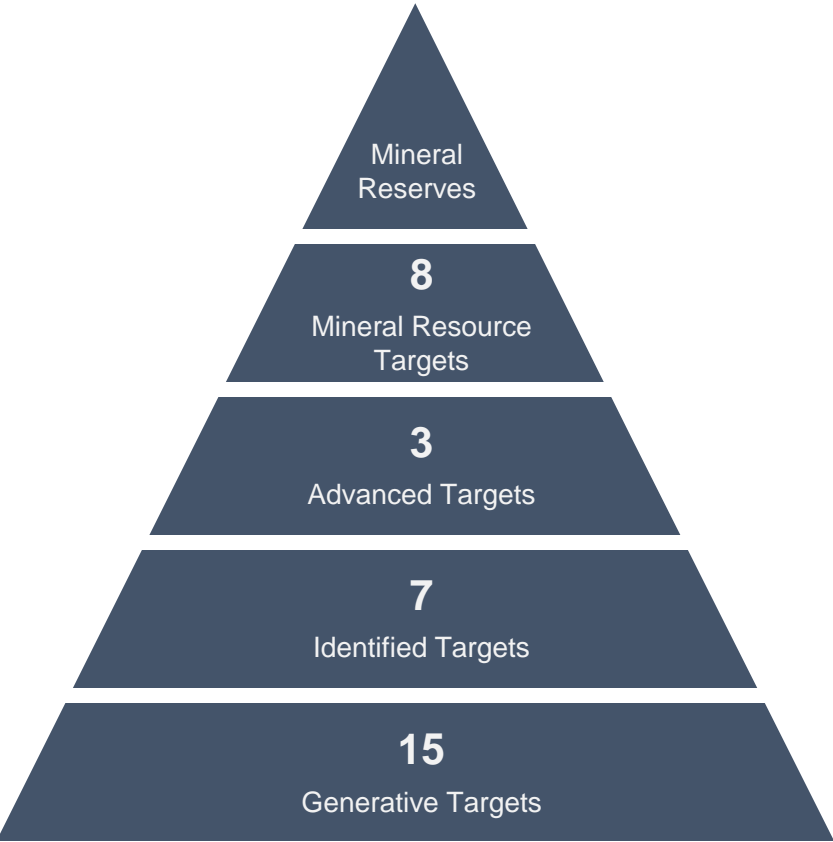 Mineral
Reserves
8
Mineral Resource
Targets
3
Advanced Targets
7
Identified Targets
15
Generative Targets